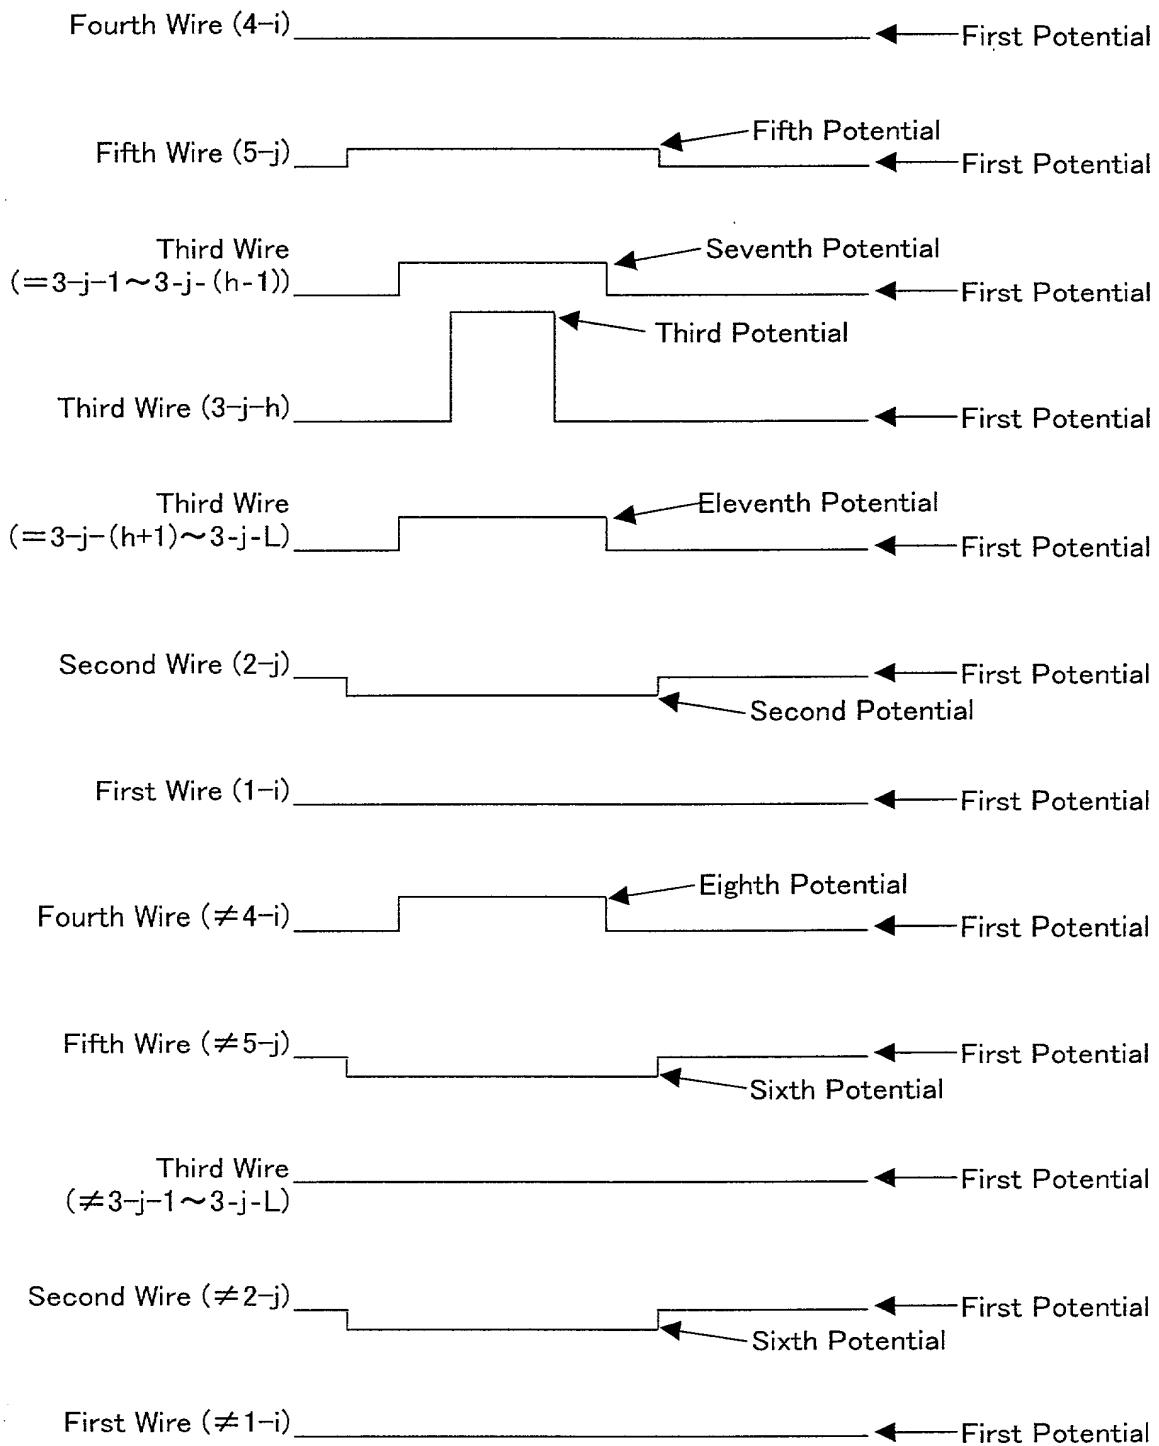 Fourth Wire (4-i)
First Potential
Fifth Potential
Fifth Wire (5-j)
First Potential
Third Wire
(=3-j-1~3-j-(h-1))
Seventh Potential
First Potential
Third Potential
Third Wire (3-j-h)
First Potential
Third Wire
(=3-j-(h+1)~3-j-L)
Eleventh Potential
First Potential
Second Wire (2-j)
First Potential
Second Potential
First Wire (1-i)
First Potential
Eighth Potential
Fourth Wire (≠4-i)
First Potential
Fifth Wire (≠5-j)
First Potential
Sixth Potential
Third Wire
(≠3-j-1~3-j-L)
First Potential
Second Wire (≠2-j)
First Potential
Sixth Potential
First Wire (≠1-i)
First Potential